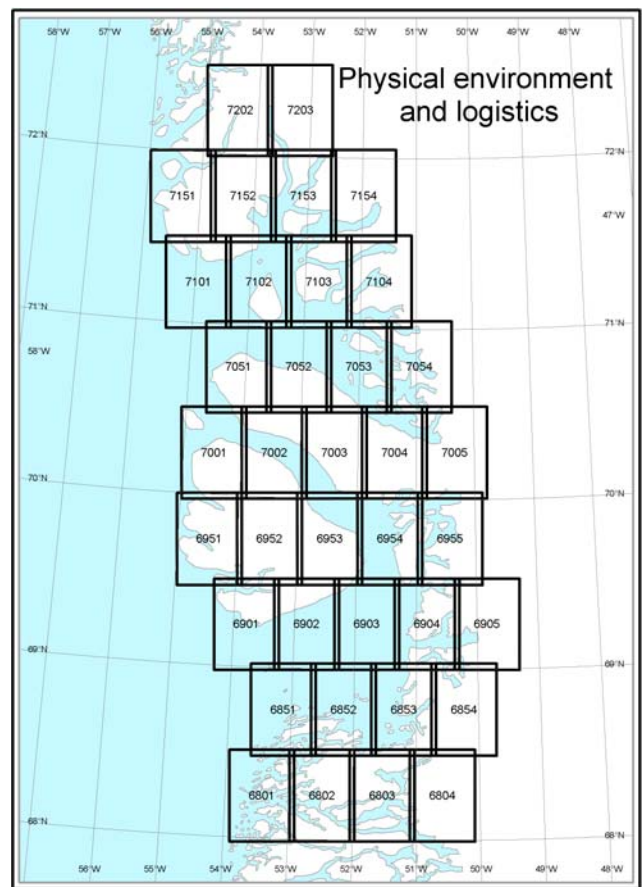 58°W 57°W 56°W 55°W 54°W 53°W 52°W 51°W 50°W 49°W 48°W
Physical environment
and logistics
7202 7203
72°N 72°N
7151 7152 7153 7154
47°W
7101 7102 7103 7104
71°N 71°N
58°W
7051 7052 7053 7054
7001 7002 7003 7004 7005
70°N 70°N
6951 6952 6953 6954 6955
6901 6902 6903 6904 6905
69°N 69°N
6851 6852 6853 6854
6801 6802 6803 6804
68°N 68°N
56°W 55°W 54°W 53°W 52°W 51°W 50°W 49°W 48°W